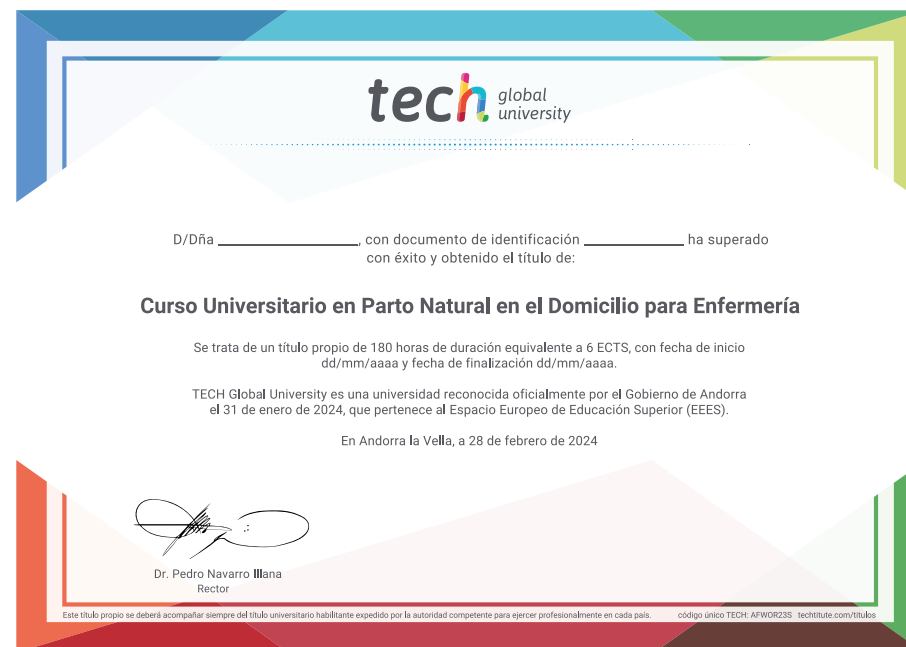 tech global university
D/Dña ____________________, con documento de identificación ______________ ha superado
con éxito y obtenido el título de:
Curso Universitario en Parto Natural en el Domicilio para Enfermería
Se trata de un título propio de 180 horas de duración equivalente a 6 ECTS, con fecha de inicio
dd/mm/aaaa y fecha de finalización dd/mm/aaaa.
TECH Global University es una universidad reconocida oficialmente por el Gobierno de Andorra
el 31 de enero de 2024, que pertenece al Espacio Europeo de Educación Superior (EEES).
En Andorra la Vella, a 28 de febrero de 2024
Dr. Pedro Navarro Illana
Rector
Este título propio se deberá acompañar siempre del título universitario habilitante expedido por la autoridad competente para ejercer profesionalmente en cada país. código único TECH: AFWOR23S techtitute.com/titulos